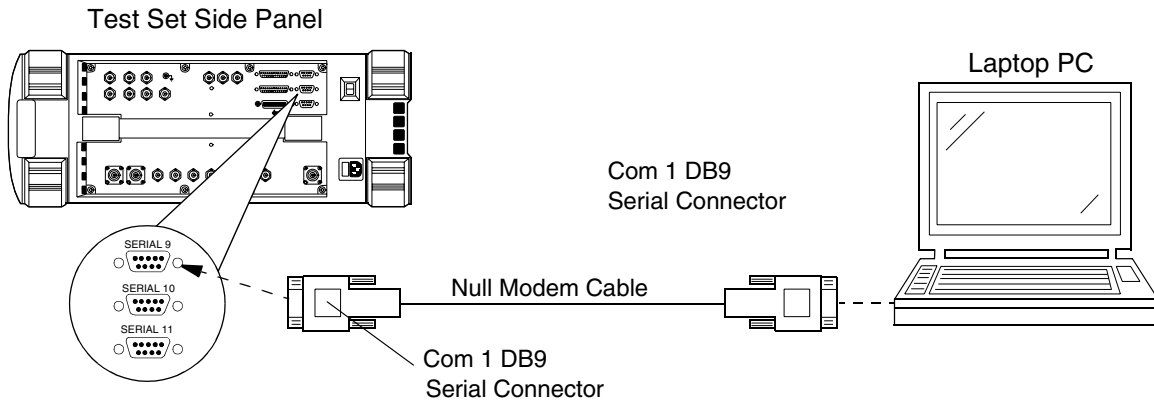 Test Set Side Panel
Laptop PC
Com 1 DB9
Serial Connector
SERIAL 9
SERIAL 10
SERIAL 11
Null Modem Cable
Com 1 DB9
Serial Connector